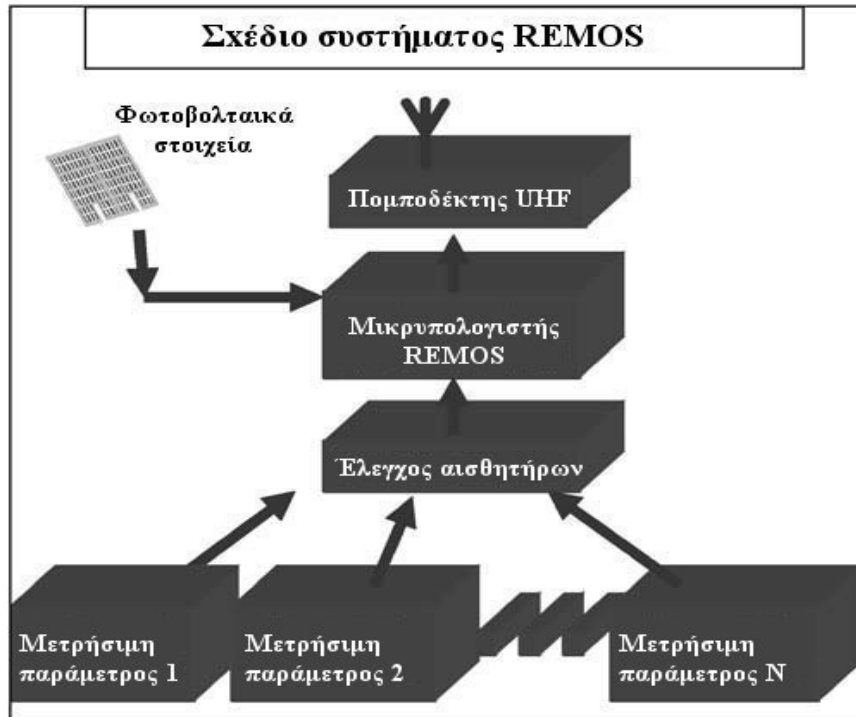 Σχέδιο συστήματος REMOS
Φωτοβολταικά
στοιχεία
Πομποδέκτης UHF
Μικρυπολογιστής
REMOS
Έλεγχος αισθητήρων
Μετρήσιμη
παράμετρος 1
Μετρήσιμη
παράμετρος 2
Μετρήσιμη
παράμετρος Ν